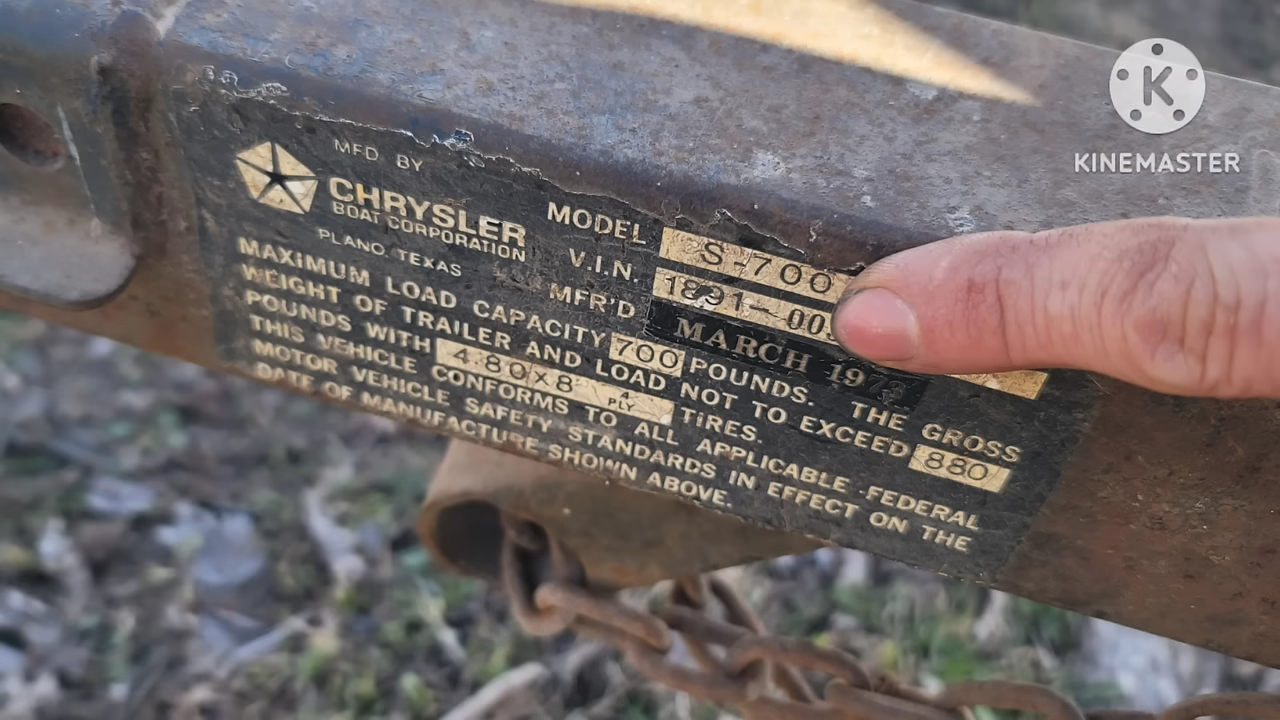 MFD BY
CHRYSLER
BOAT CORPORATION
PLANO, TEXAS
MODEL S-700
V.I.N.
MFR'D MARCH
MAXIMUM LOAD CAPACITY 700 POUNDS. THE GROSS
WEIGHT OF TRAILER AND LOAD NOT TO EXCEED 880
POUNDS WITH 4.80X8 4 PLY TIRES.
THIS VEHICLE CONFORMS TO ALL APPLICABLE FEDERAL
MOTOR VEHICLE SAFETY STANDARDS IN EFFECT ON THE
DATE OF MANUFACTURE SHOWN ABOVE.
K
KINEMASTER